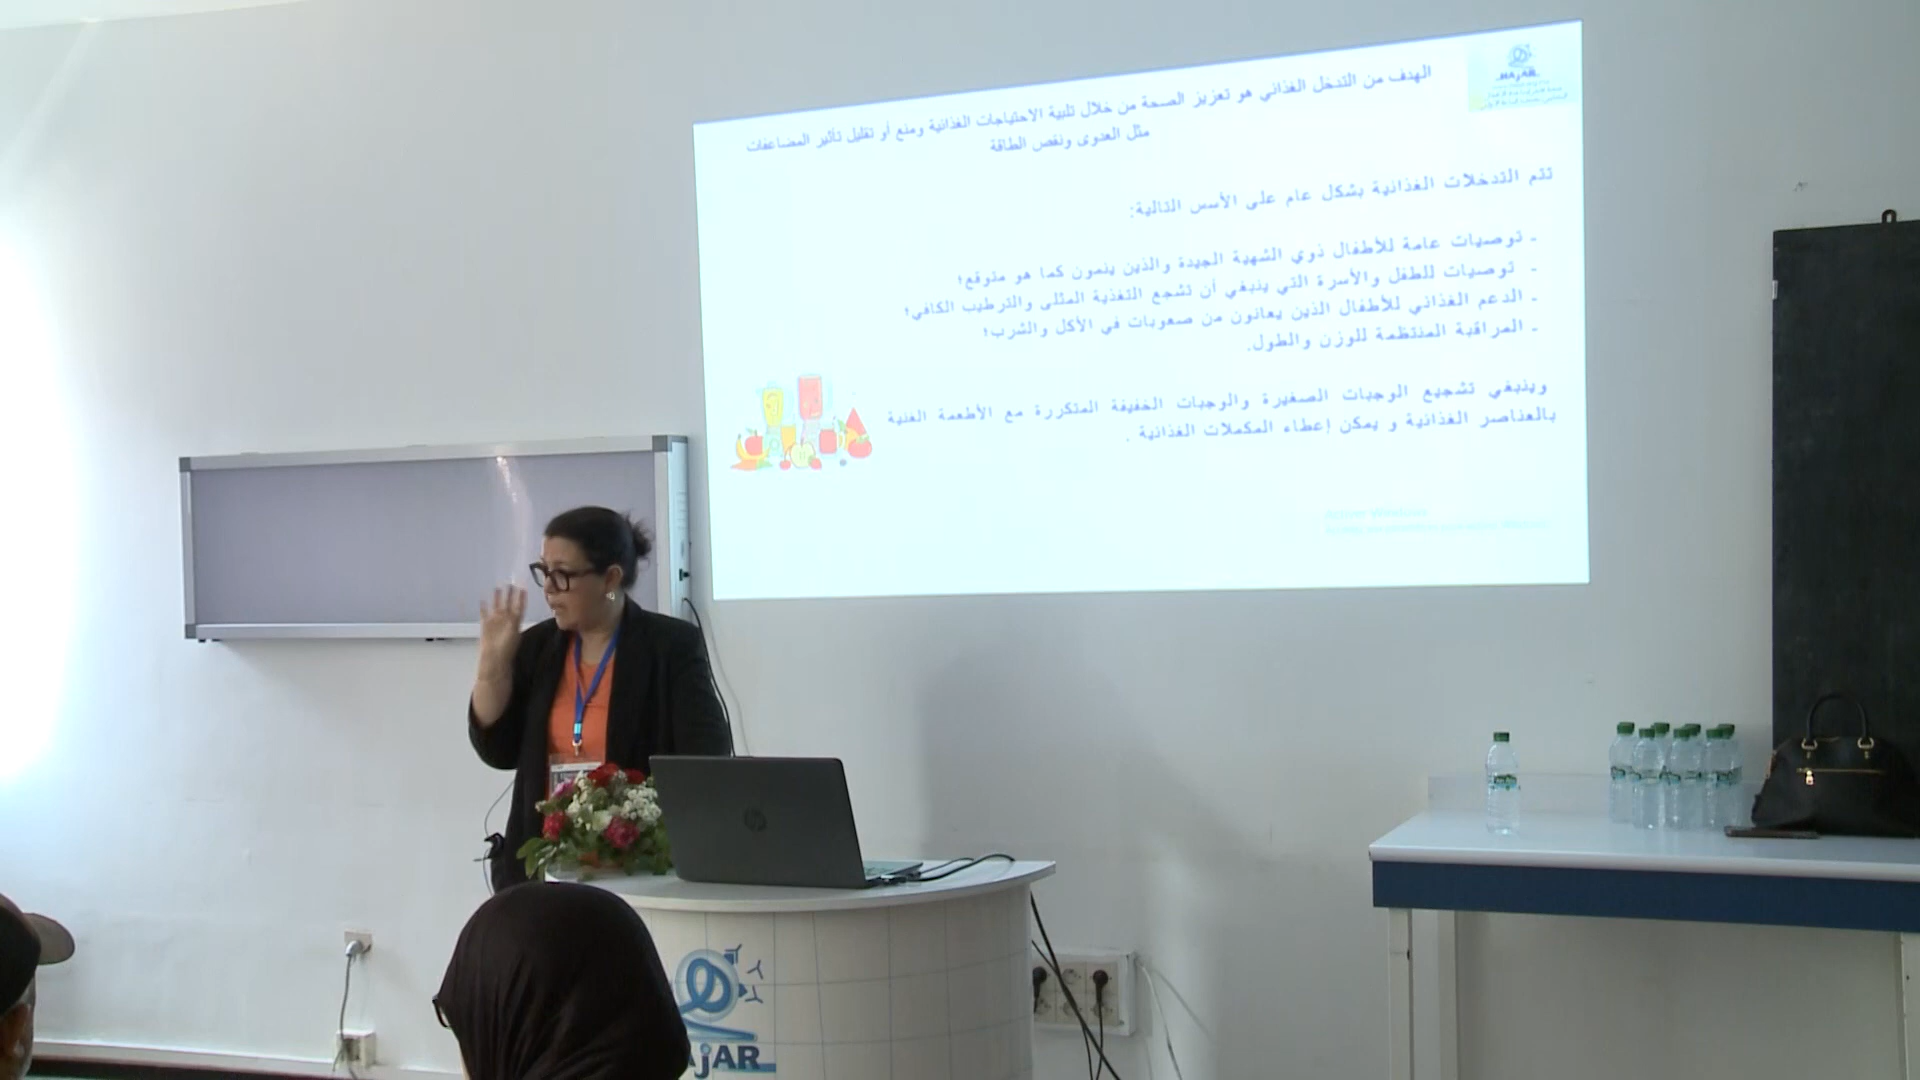 HAJAR
الهدف من التدخل الغذائي هو تعزيز الصحة من خلال تلبية الاحتياجات الغذائية ومنع أو تقليل تأثير المضاعفات
مثل العدوى ونقص الطاقة
تتم التدخلات الغذائية بشكل عام على الأسس التالية:
- توصيات عامة للأطفال ذوي الشهية الجيدة والذين ينمون كما هو متوقع؛
- توصيات للطفل والأسرة التي ينبغي أن تشجع التغذية المثلى والترطيب الكافي؛
- الدعم الغذائي للأطفال الذين يعانون من صعوبات في الأكل والشرب؛
- المراقبة المنتظمة للوزن والطول.
وينبغي تشجيع الوجبات الصغيرة والوجبات الخفيفة المتكررة مع الأطعمة الغنية
بالعناصر الغذائية و يمكن إعطاء المكملات الغذائية .
Activer Windows
hp
AjAR